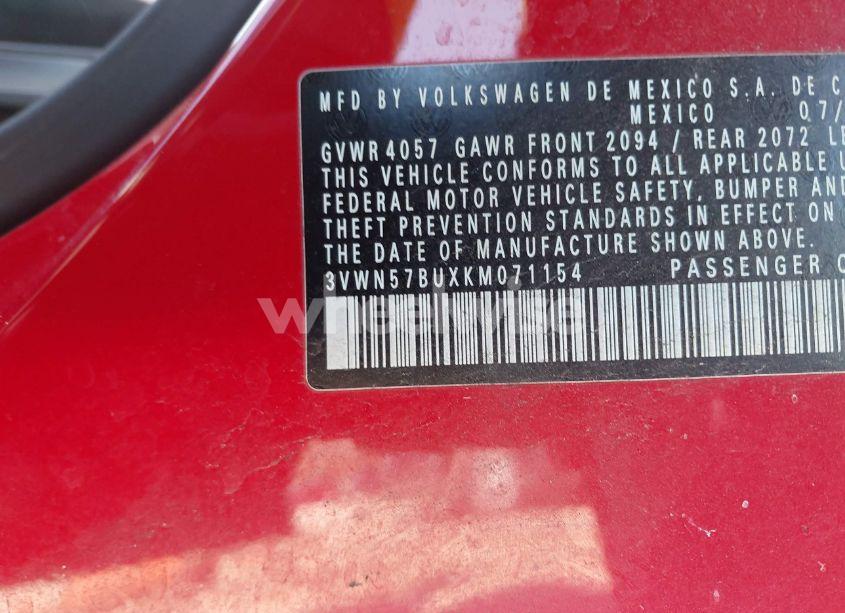 MFD BY VOLKSWAGEN DE MEXICO S.A. DE C
MEXICO 07/
GVWR 4057 GAWR FRONT 2094 / REAR 2072 LE
THIS VEHICLE CONFORMS TO ALL APPLICABLE U
FEDERAL MOTOR VEHICLE SAFETY, BUMPER AND
THEFT PREVENTION STANDARDS IN EFFECT ON
THE DATE OF MANUFACTURE SHOWN ABOVE.
3VWN57BUXKM071154 PASSENGER C
wheelwise